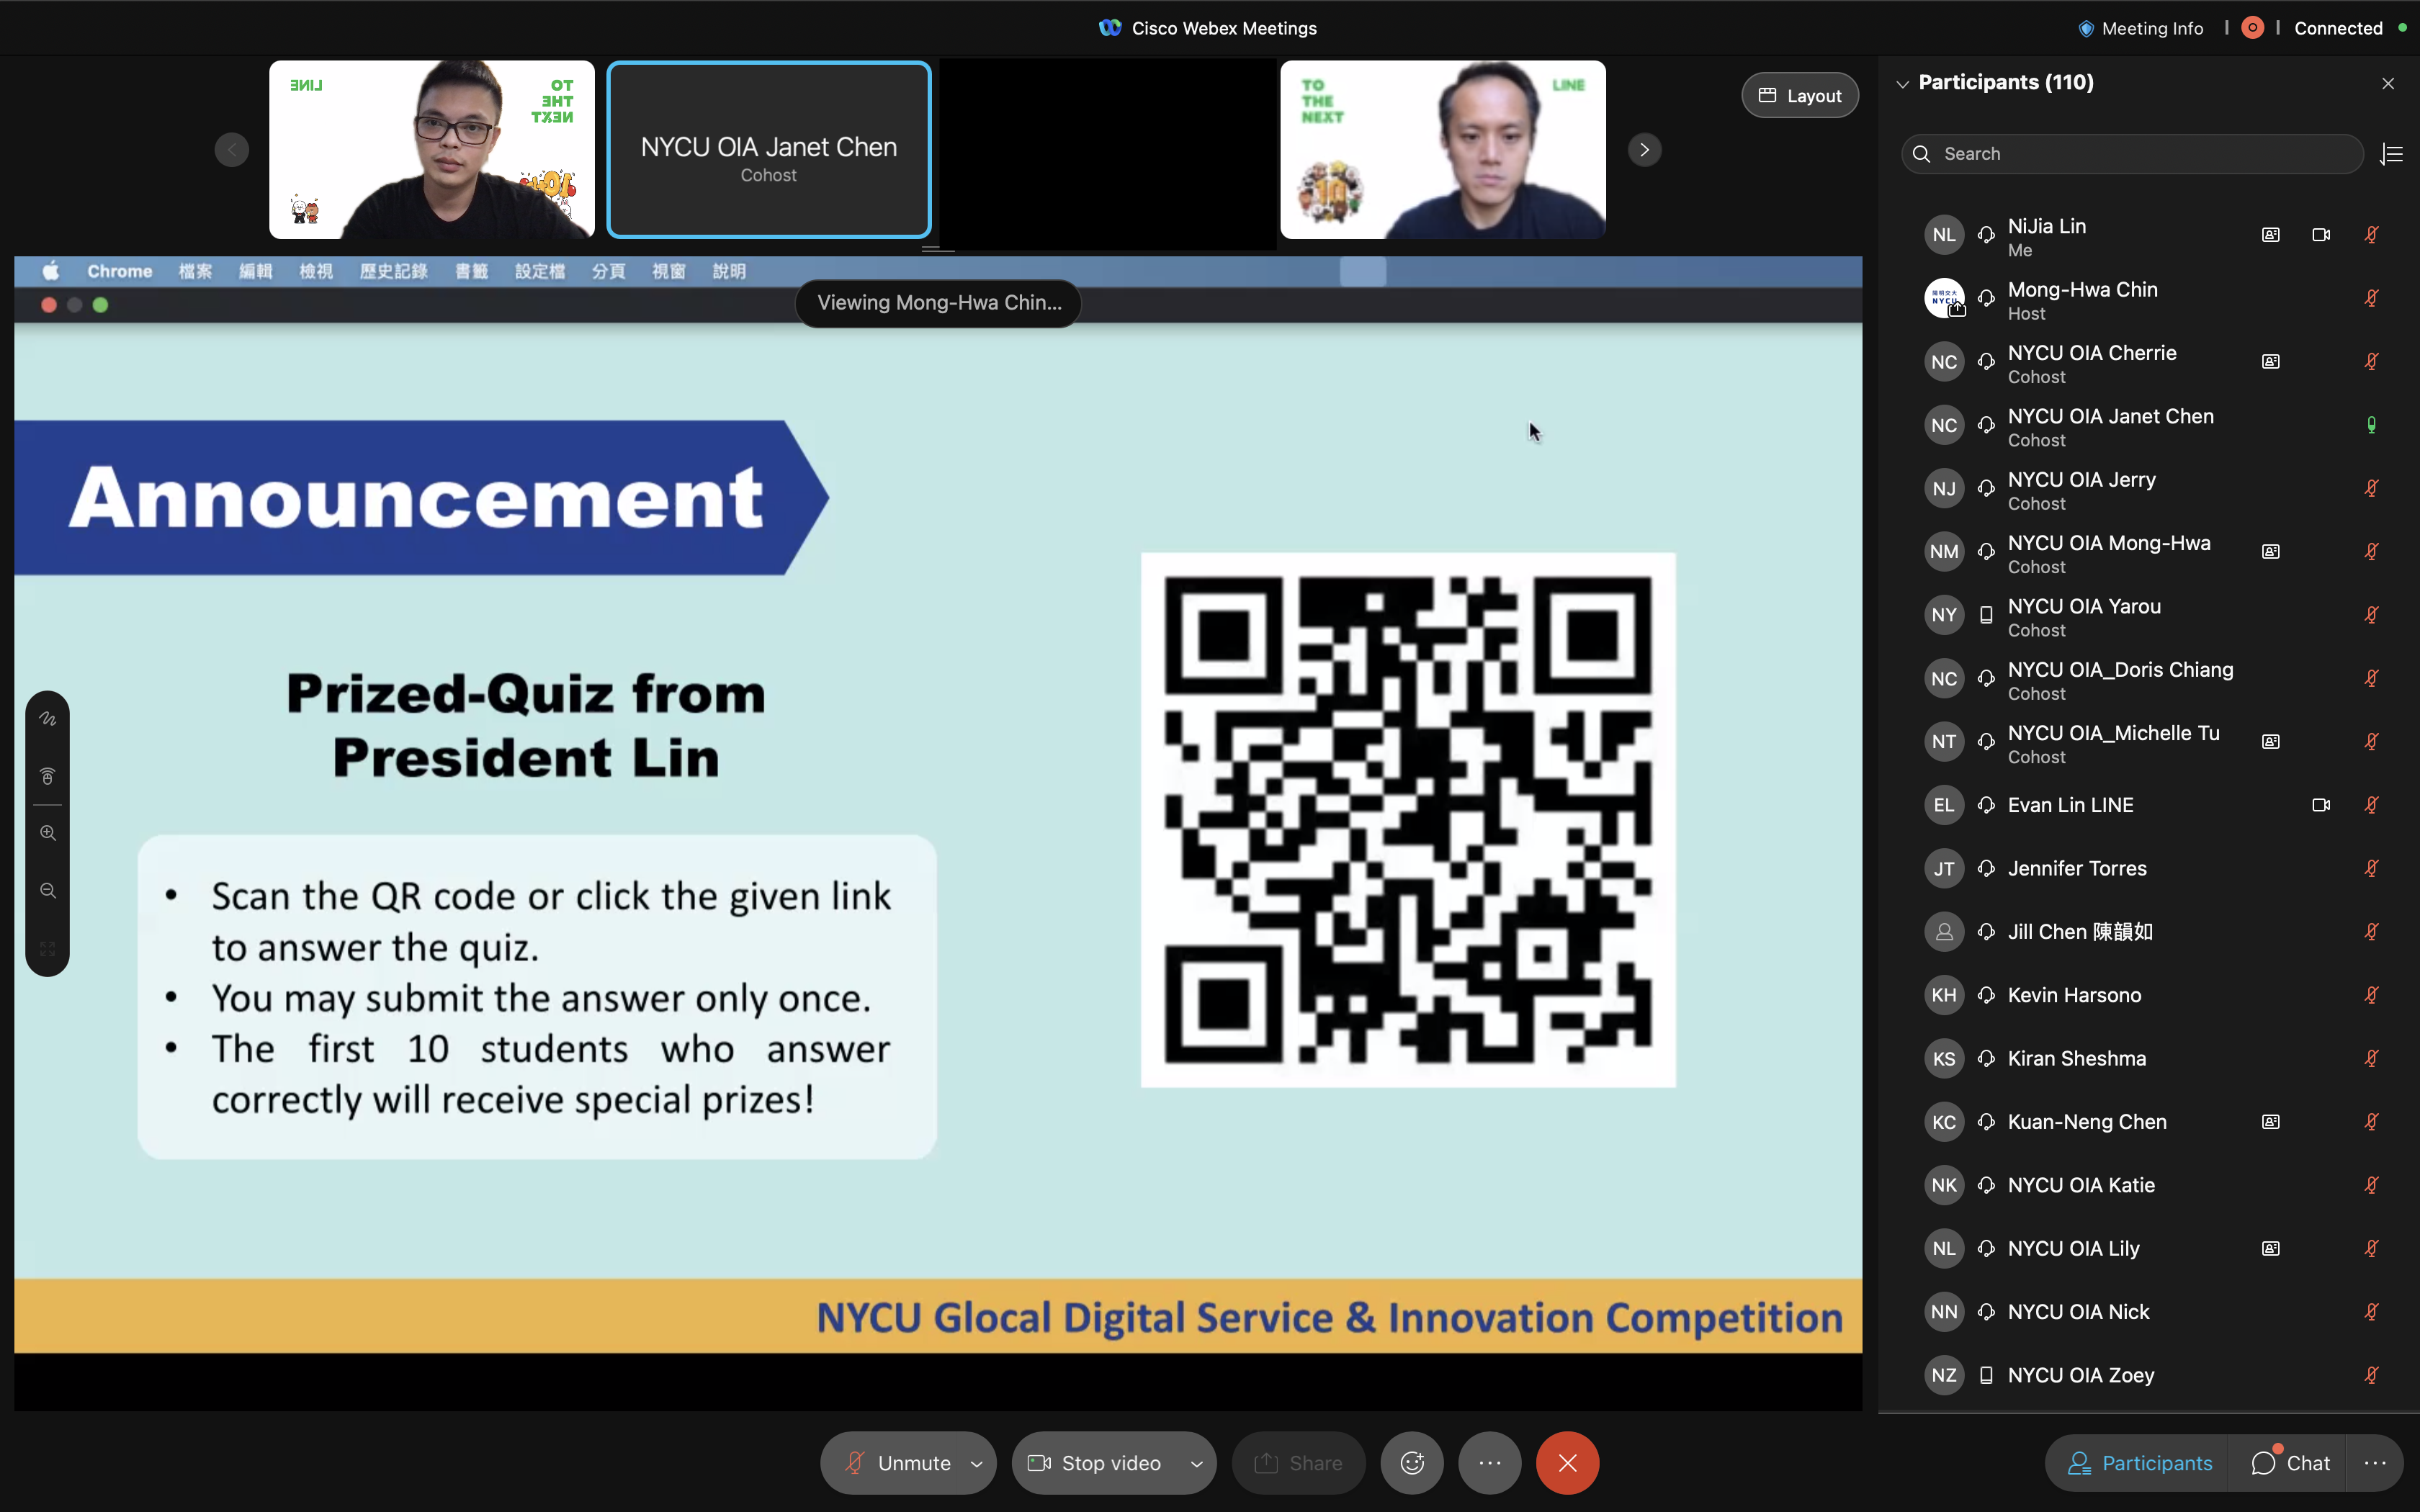 Cisco Webex Meetings
Meeting Info
Connected
LINE
TO
THE
NEXT
NYCU OIA Janet Chen
Cohost
TO
THE
NEXT
LINE
Layout
Participants (110)
Search
Chrome 檔案 編輯 檢視 歷史記錄 書籤 設定檔 分頁 視窗 說明
Viewing Mong-Hwa Chin...
Announcement
Prized-Quiz from
President Lin
• Scan the QR code or click the given link
to answer the quiz.
• You may submit the answer only once.
• The first 10 students who answer
correctly will receive special prizes!
NYCU Glocal Digital Service & Innovation Competition
NL NiJia Lin
Me
陽明交大
NYCU
Mong-Hwa Chin
Host
NC NYCU OIA Cherrie
Cohost
NC NYCU OIA Janet Chen
Cohost
NJ NYCU OIA Jerry
Cohost
NM NYCU OIA Mong-Hwa
Cohost
NY NYCU OIA Yarou
Cohost
NC NYCU OIA_Doris Chiang
Cohost
NT NYCU OIA_Michelle Tu
Cohost
EL Evan Lin LINE
JT Jennifer Torres
Jill Chen 陳韻如
KH Kevin Harsono
KS Kiran Sheshma
KC Kuan-Neng Chen
NK NYCU OIA Katie
NL NYCU OIA Lily
NN NYCU OIA Nick
NZ NYCU OIA Zoey
Unmute
Stop video
Share
Participants
Chat